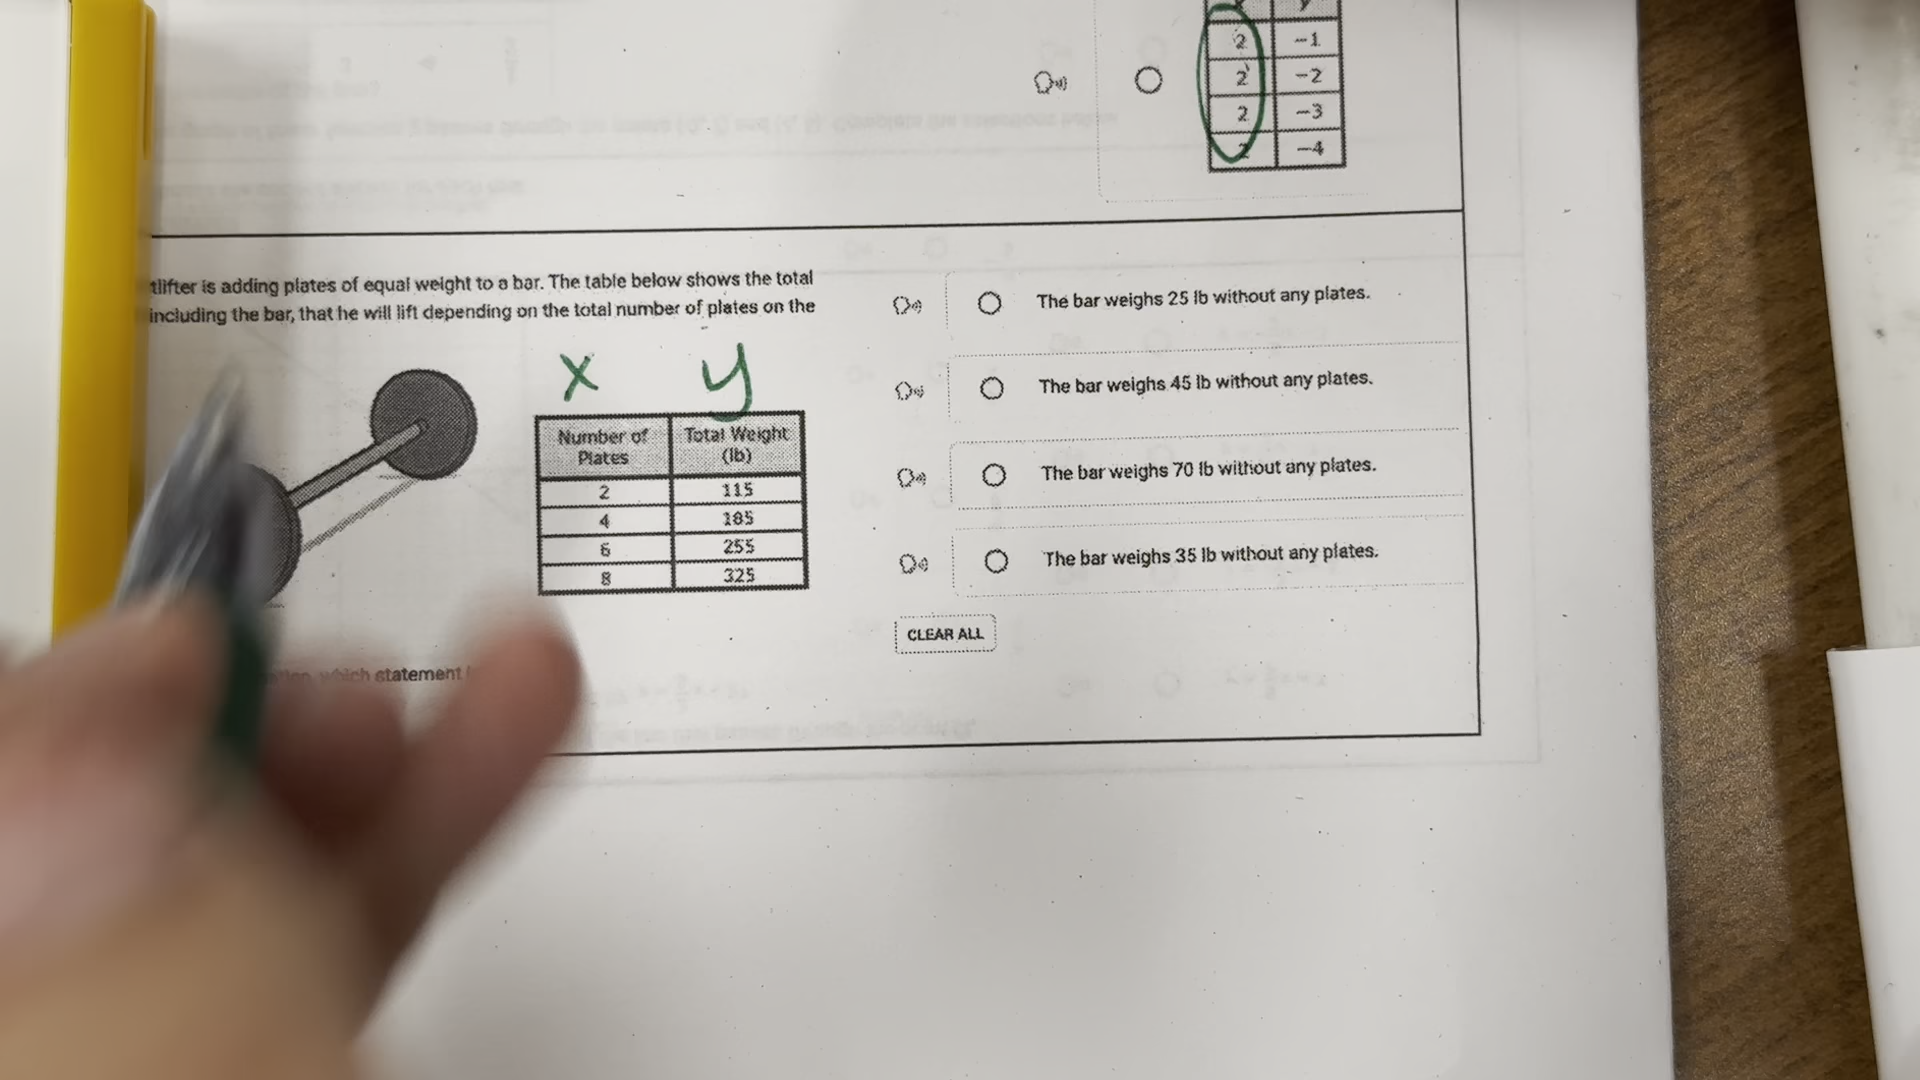 y
2 -1
2 -2
2 -3
2 -4
tlifter is adding plates of equal weight to a bar. The table below shows the total
including the bar, that he will lift depending on the total number of plates on the
x y
Number of Plates Total Weight (lb)
2 115
4 185
6 255
8 325
which statement
The bar weighs 25 lb without any plates.
The bar weighs 45 lb without any plates.
The bar weighs 70 lb without any plates.
The bar weighs 35 lb without any plates.
CLEAR ALL